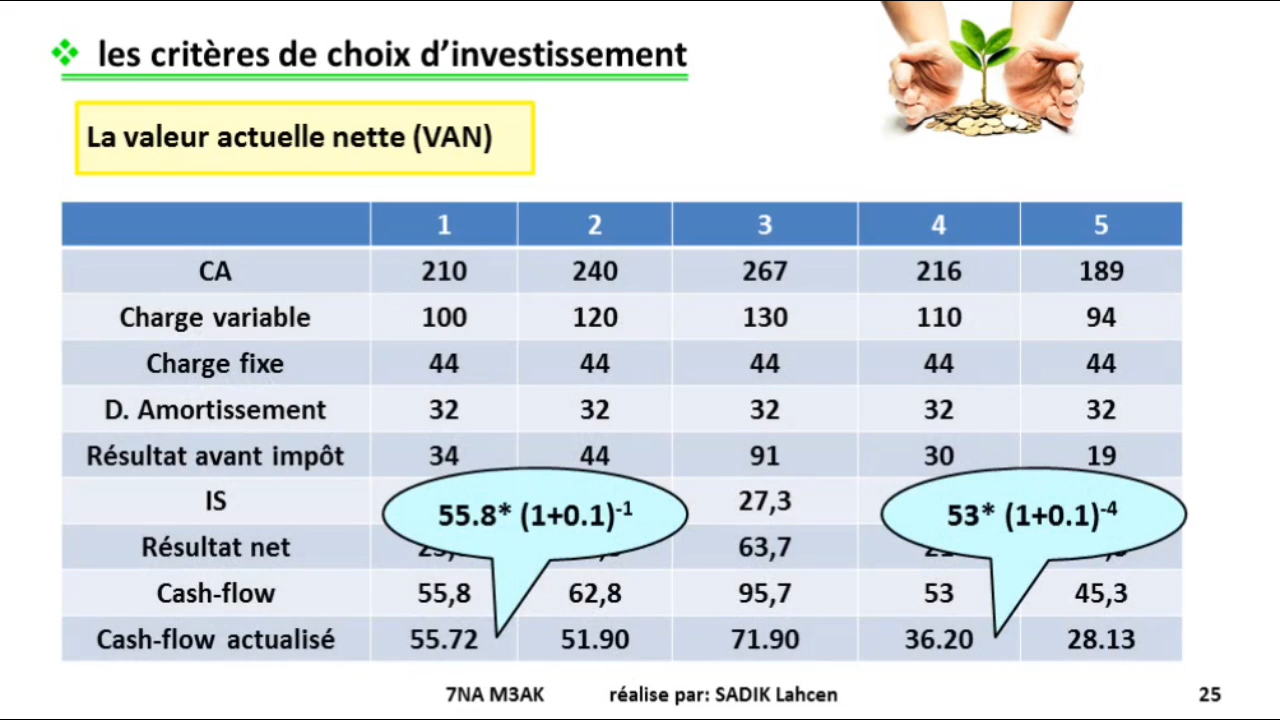 les critères de choix d'investissement
La valeur actuelle nette (VAN)
1 2 3 4 5
CA 210 240 267 216 189
Charge variable 100 120 130 110 94
Charge fixe 44 44 44 44 44
D. Amortissement 32 32 32 32 32
Résultat avant impôt 34 44 91 30 19
IS 27,3
55.8* (1+0.1)-1
53* (1+0.1)-4
Résultat net 63,7
Cash-flow 55,8 62,8 95,7 53 45,3
Cash-flow actualisé 55.72 51.90 71.90 36.20 28.13
7NA M3AK réalise par: SADIK Lahcen 25